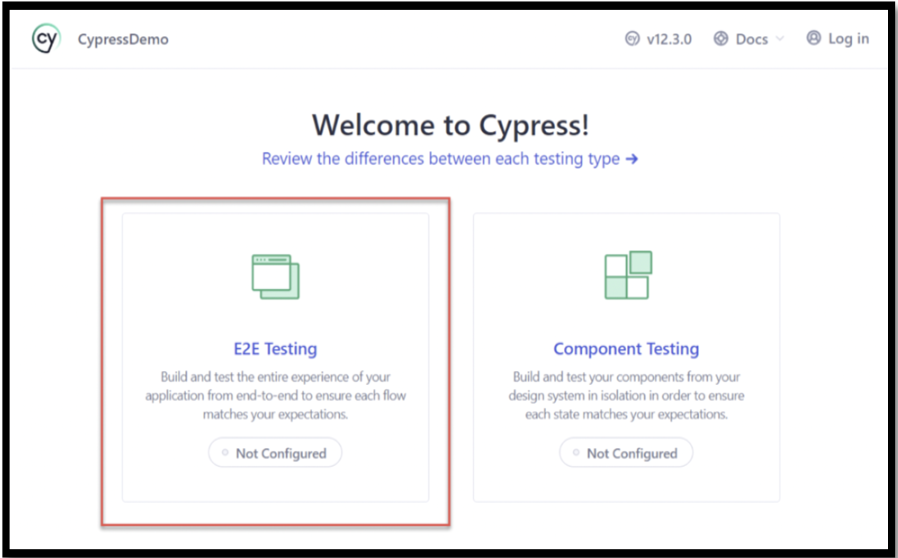 cy CypressDemo
cy v12.3.0 Docs Log in
Welcome to Cypress!
Review the differences between each testing type →
E2E Testing
Build and test the entire experience of your
application from end-to-end to ensure each flow
matches your expectations.
Not Configured
Component Testing
Build and test your components from your
design system in isolation in order to ensure
each state matches your expectations.
Not Configured